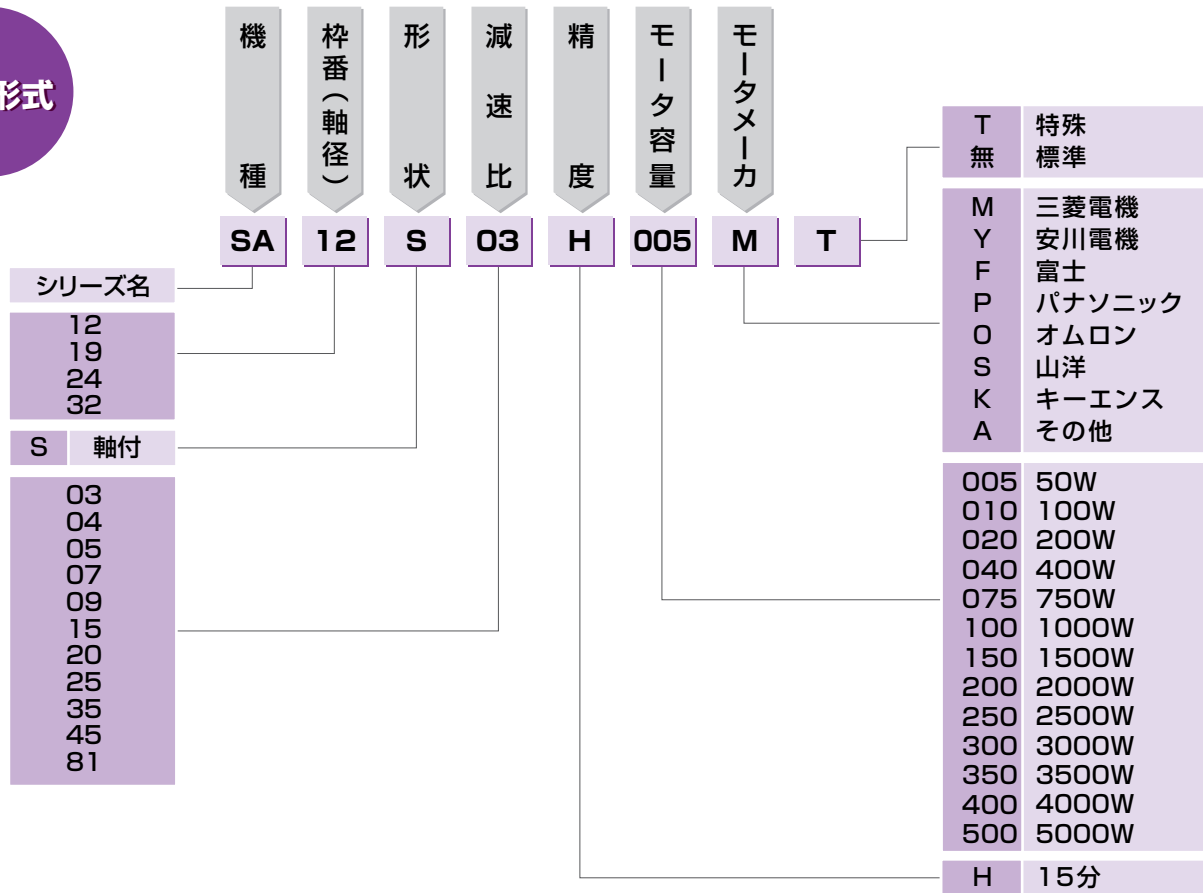 形式
機種
枠番(軸径)
形状
減速比
精度
モータ容量
モータメーカ
SA 12 S 03 H 005 M T
シリーズ名
12
19
24
32
S 軸付
03
04
05
07
09
15
20
25
35
45
81
T 特殊
無 標準
M 三菱電機
Y 安川電機
F 富士
P パナソニック
O オムロン
S 山洋
K キーエンス
A その他
005 50W
010 100W
020 200W
040 400W
075 750W
100 1000W
150 1500W
200 2000W
250 2500W
300 3000W
350 3500W
400 4000W
500 5000W
H 15分